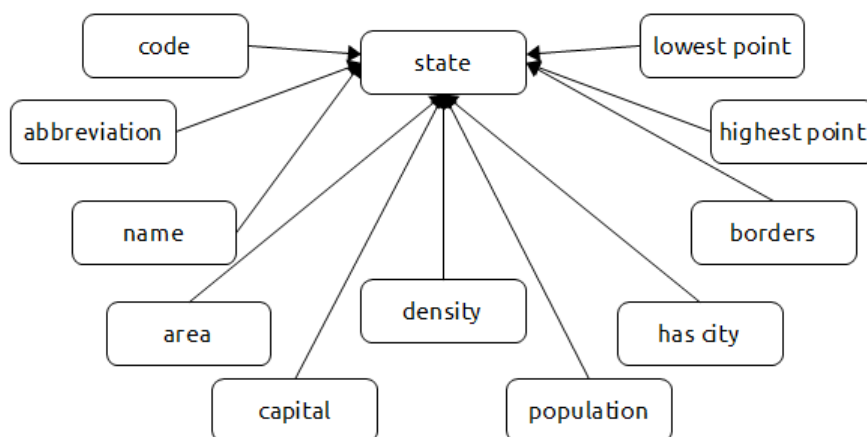 code
state
lowest point
abbreviation
highest point
name
borders
area
density
has city
capital
population